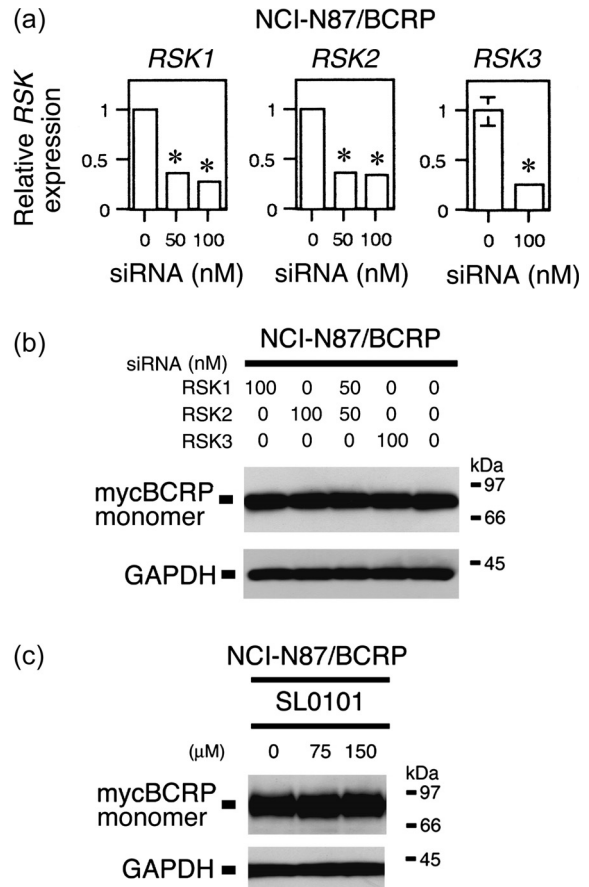 (a) NCI-N87/BCRP
RSK1 RSK2 RSK3
Relative RSK
expression
1 1 1
* * * * *
0.5 0.5 0.5
0 0 0
0 50 100 0 50 100 0 100
siRNA (nM) siRNA (nM) siRNA (nM)
(b) NCI-N87/BCRP
siRNA (nM)
RSK1 100 0 50 0 0
RSK2 0 100 50 0 0
RSK3 0 0 0 100 0
kDa
mycBCRP 97
monomer 66
GAPDH 45
(c) NCI-N87/BCRP
SL0101
(μM) 0 75 150
kDa
mycBCRP 97
monomer 66
GAPDH 45